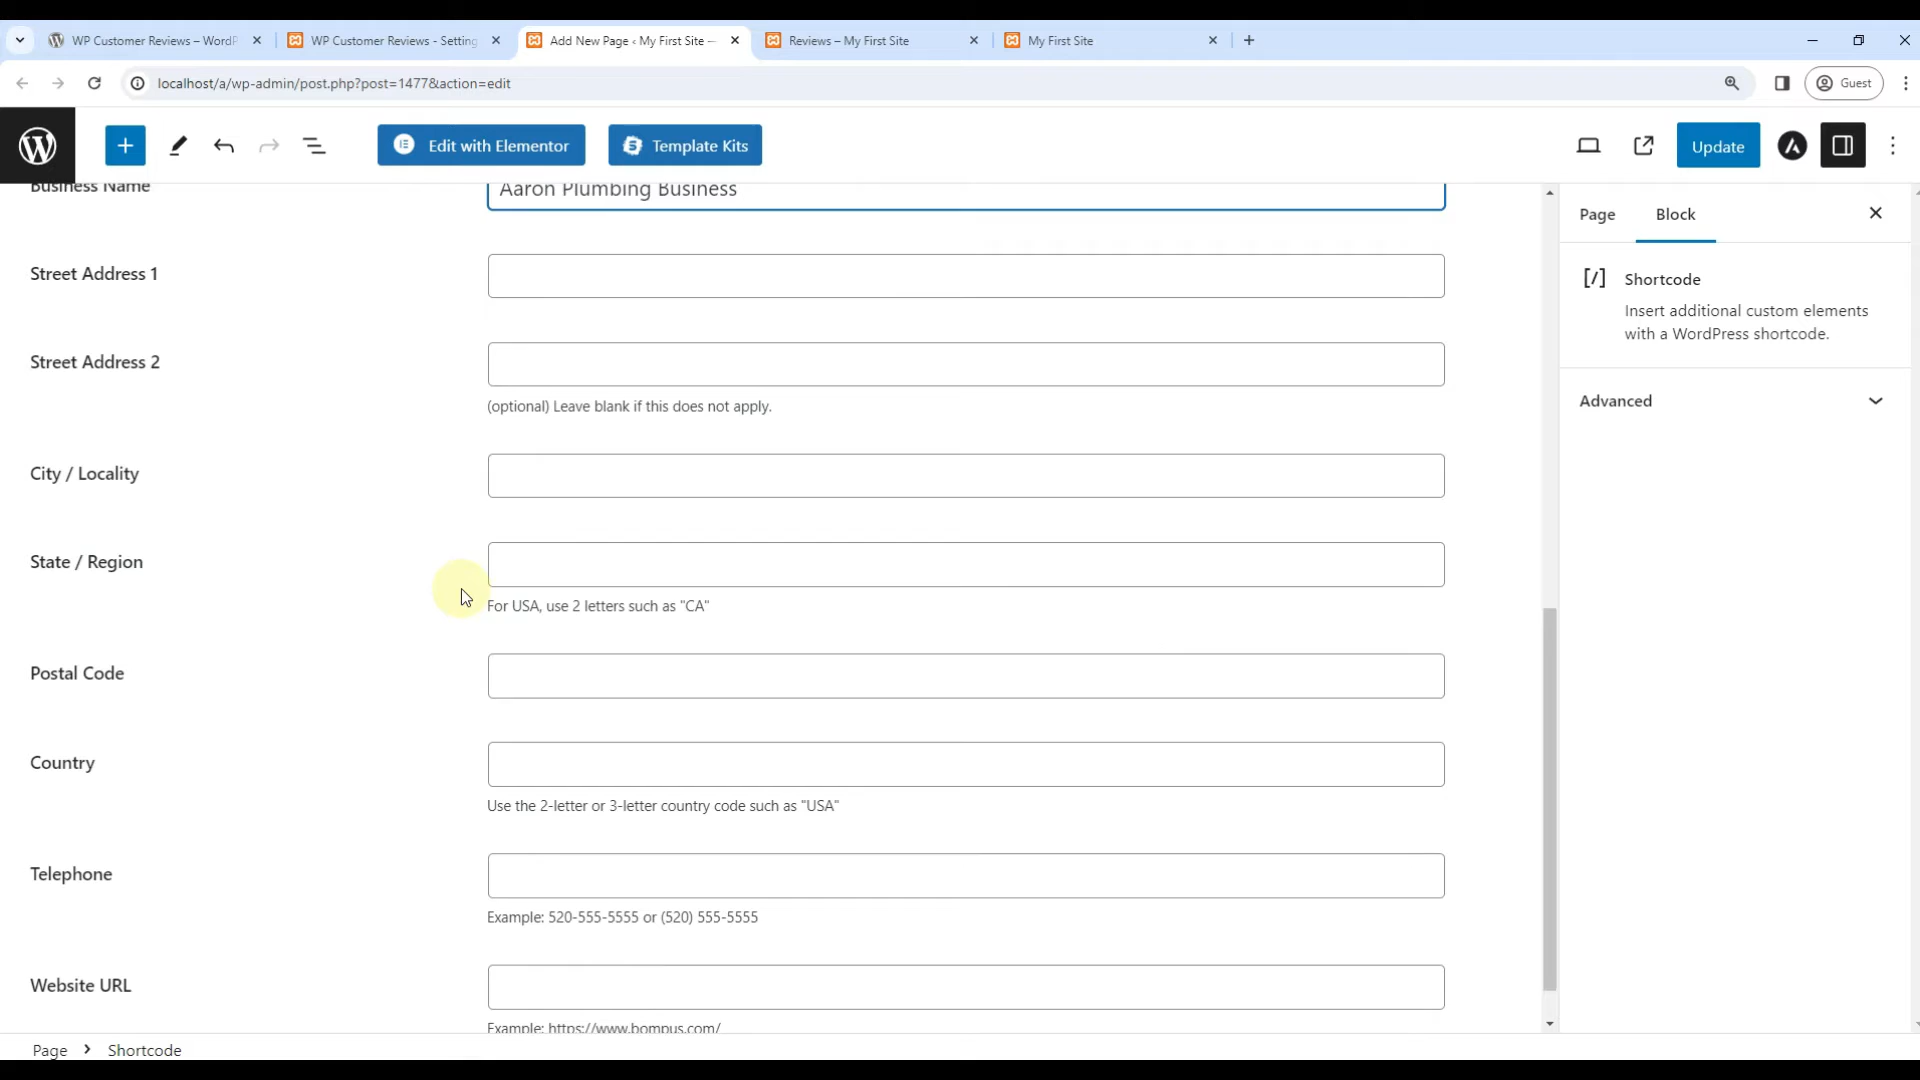 WP Customer Reviews – WordP
WP Customer Reviews - Setting
Add New Page ‹ My First Site —
Reviews – My First Site
My First Site
localhost/a/wp-admin/post.php?post=1477&action=edit
Guest
Edit with Elementor
Template Kits
Update
Business Name
Aaron Plumbing Business
Page
Block
Street Address 1
Shortcode
Insert additional custom elements
with a WordPress shortcode.
Street Address 2
(optional) Leave blank if this does not apply.
Advanced
City / Locality
State / Region
For USA, use 2 letters such as "CA"
Postal Code
Country
Use the 2-letter or 3-letter country code such as "USA"
Telephone
Example: 520-555-5555 or (520) 555-5555
Website URL
Example: https://www.bompus.com/
Page › Shortcode